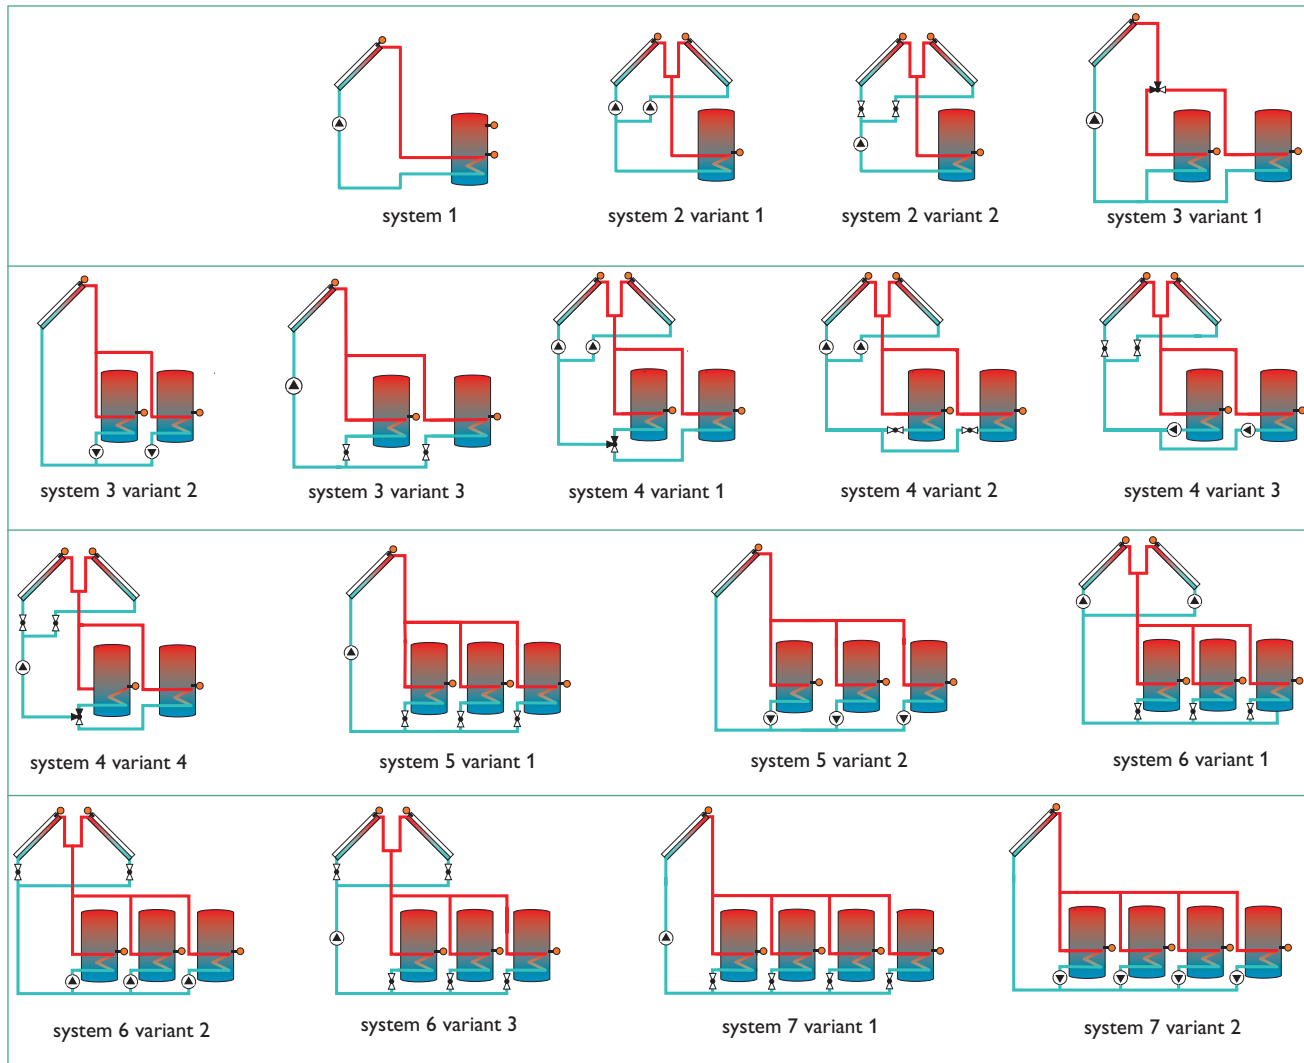 system 1
system 2 variant 1
system 2 variant 2
system 3 variant 1
system 3 variant 2
system 3 variant 3
system 4 variant 1
system 4 variant 2
system 4 variant 3
system 4 variant 4
system 5 variant 1
system 5 variant 2
system 6 variant 1
system 6 variant 2
system 6 variant 3
system 7 variant 1
system 7 variant 2